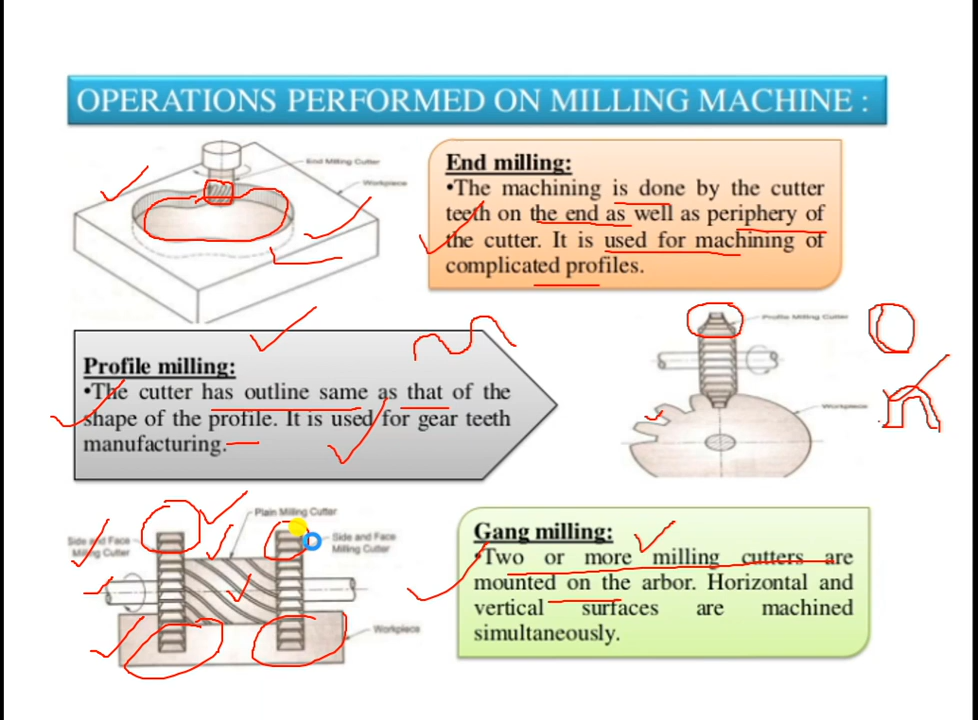 OPERATIONS PERFORMED ON MILLING MACHINE :
End Milling Cutter
Workpiece
End milling:
•The machining is done by the cutter
teeth on the end as well as periphery of
the cutter. It is used for machining of
complicated profiles.
Profile milling:
•The cutter has outline same as that of the
shape of the profile. It is used for gear teeth
manufacturing.
Profile Milling Cutter
Workpiece
Plain Milling Cutter
Side and Face
Milling Cutter
Side and Face
Milling Cutter
Workpiece
Gang milling:
•Two or more milling cutters are
mounted on the arbor. Horizontal and
vertical surfaces are machined
simultaneously.